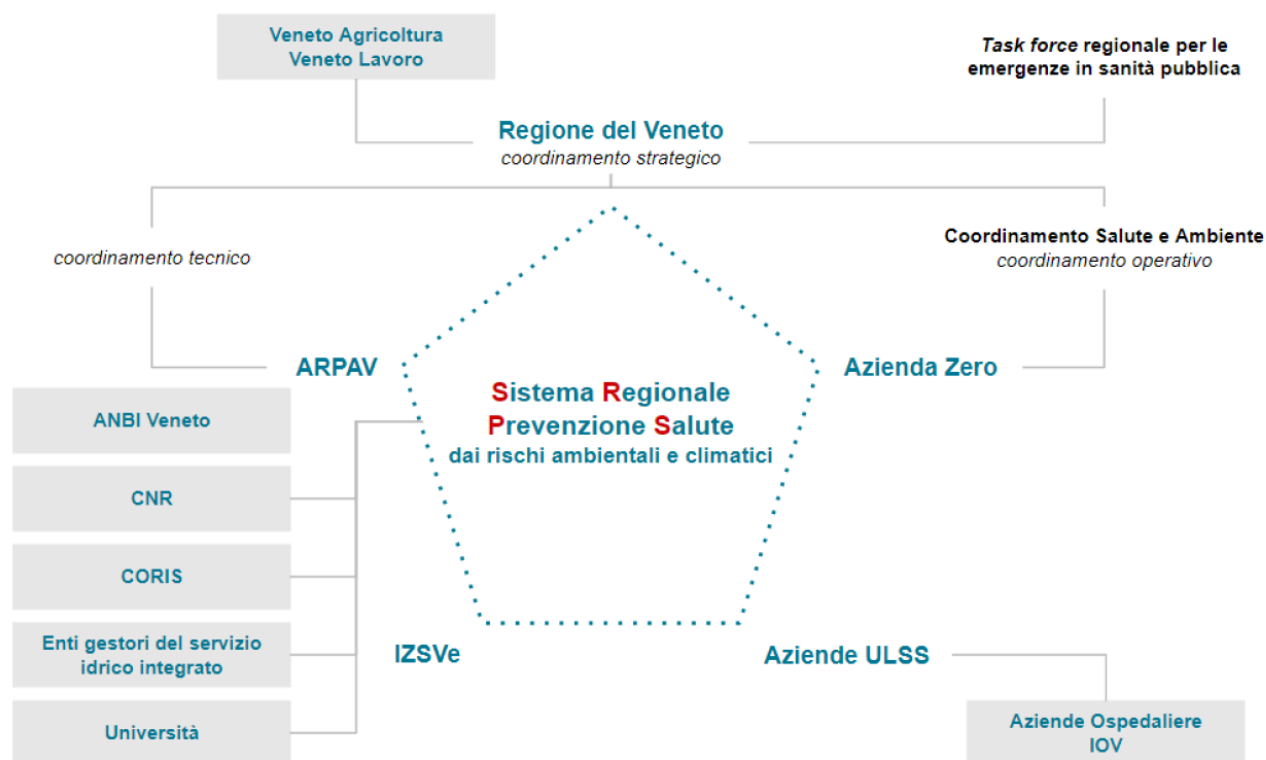 Veneto Agricoltura
Veneto Lavoro
Task force regionale per le
emergenze in sanità pubblica
Regione del Veneto
coordinamento strategico
coordinamento tecnico
Coordinamento Salute e Ambiente
coordinamento operativo
ARPAV
Azienda Zero
Sistema Regionale
Prevenzione Salute
dai rischi ambientali e climatici
ANBI Veneto
CNR
CORIS
Enti gestori del servizio
idrico integrato
Università
IZSVe
Aziende ULSS
Aziende Ospedaliere
IOV